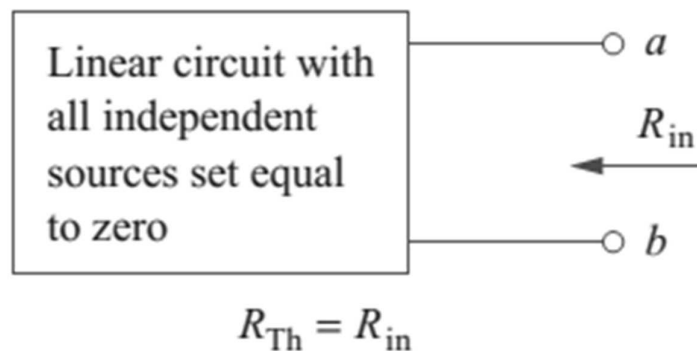 Linear circuit with
all independent
sources set equal
to zero
a
R_in
b
R_Th = R_in